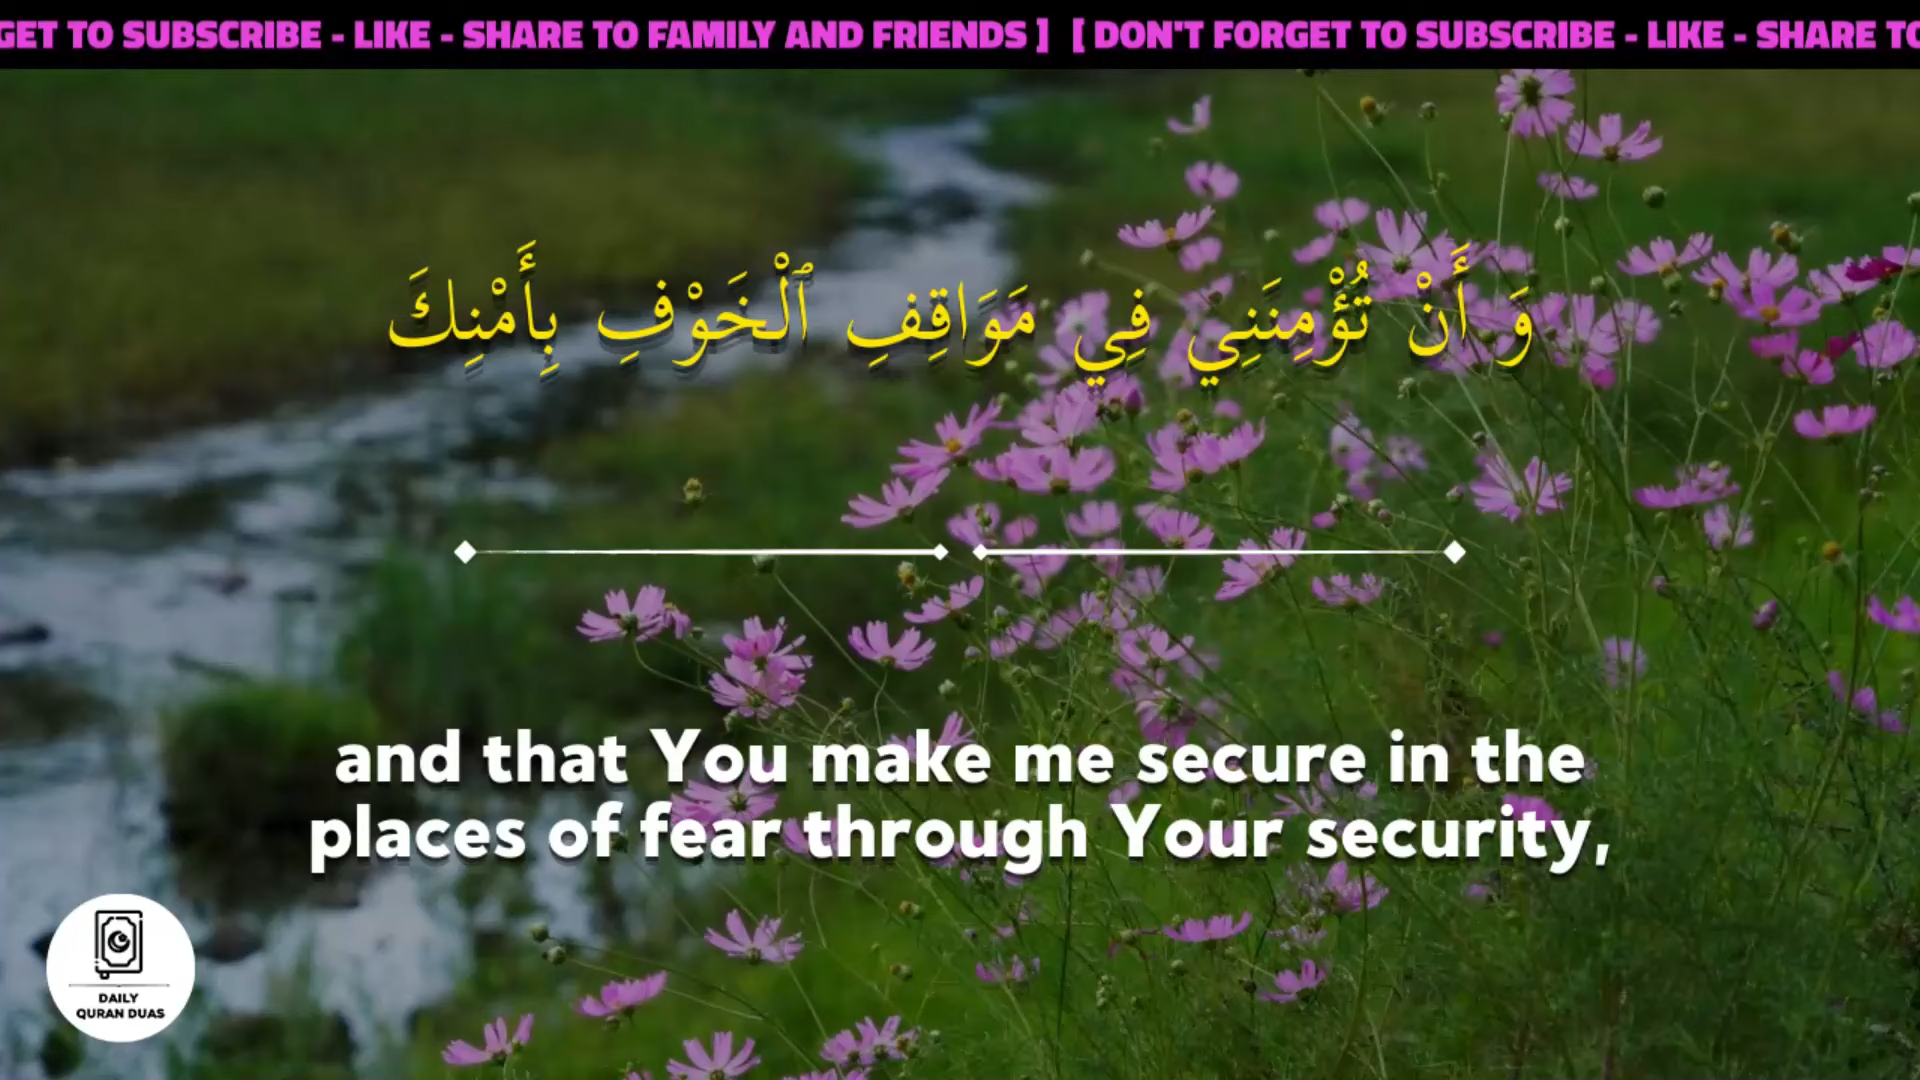 GET TO SUBSCRIBE - LIKE - SHARE TO FAMILY AND FRIENDS ] [ DON'T FORGET TO SUBSCRIBE - LIKE - SHARE TO
وَ أَنْ تُؤْمِنَنِي فِي مَوَاقِفِ ٱلْخَوْفِ بِأَمْنِكَ
and that You make me secure in the
places of fear through Your security,
DAILY
QURAN DUAS